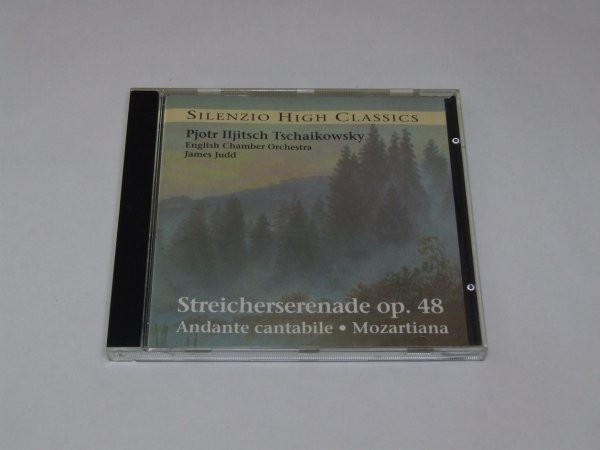 SILENZIO HIGH CLASSICS
Pjotr Iljitsch Tschaikowsky
English Chamber Orchestra
James Judd
Streicherserenade op. 48
Andante cantabile • Mozartiana